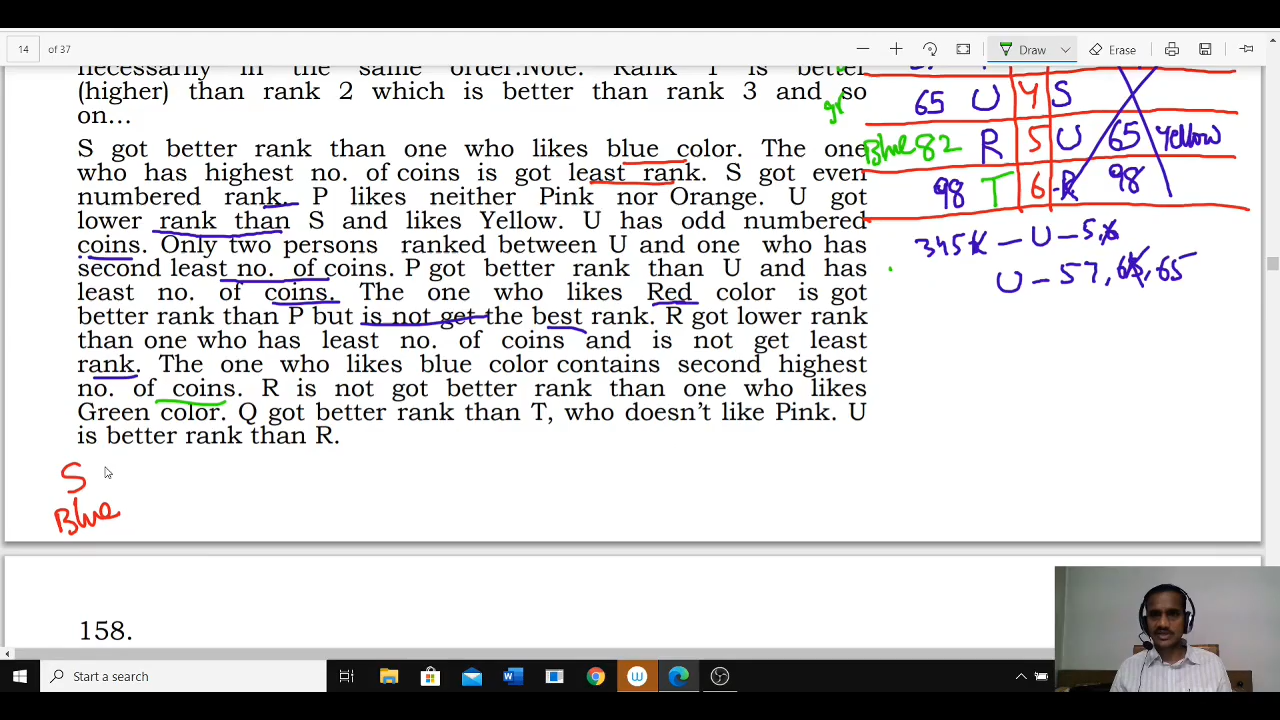 14 of 37
Draw
Erase
necessarily in the same order.Note. Rank 1 is better
(higher) than rank 2 which is better than rank 3 and so
on…
S got better rank than one who likes blue color. The one
who has highest no. of coins is got least rank. S got even
numbered rank. P likes neither Pink nor Orange. U got
lower rank than S and likes Yellow. U has odd numbered
coins. Only two persons ranked between U and one who has
second least no. of coins. P got better rank than U and has
least no. of coins. The one who likes Red color is got
better rank than P but is not get the best rank. R got lower rank
than one who has least no. of coins and is not get least
rank. The one who likes blue color contains second highest
no. of coins. R is not got better rank than one who likes
Green color. Q got better rank than T, who doesn't like Pink. U
is better rank than R.
gr
65 U 4 S
Blue 82 R 5 U 65 Yellow
98 T 6 R 98
345 – U – 5,6
U – 57, 65
S
Blue
158.
Type here to search